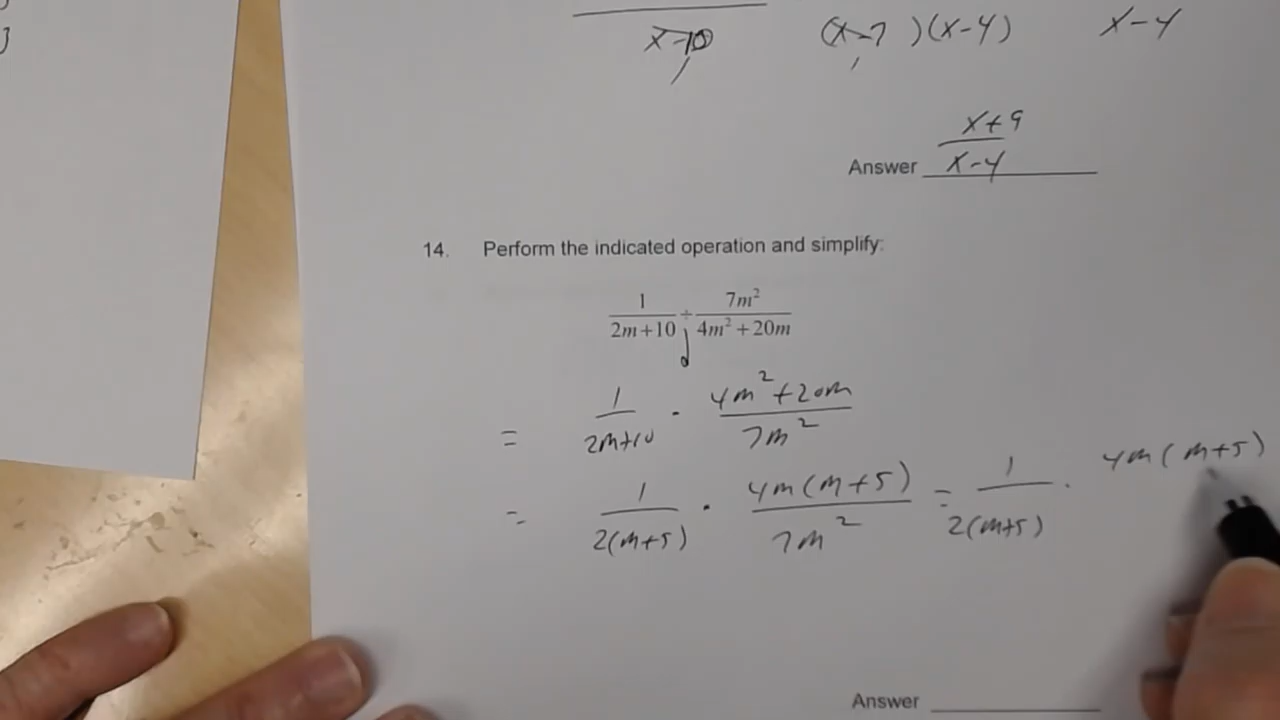 x-10 (x-7)(x-4) x-4
x+9
Answer x-4
14. Perform the indicated operation and simplify:
1 7m²
÷
2m+10 4m²+20m
1 4m²+20m
= ·
2m+10 7m²
1 4m(m+5) 1 4m(m+5)
= · = ·
2(m+5) 7m² 2(m+5)
Answer